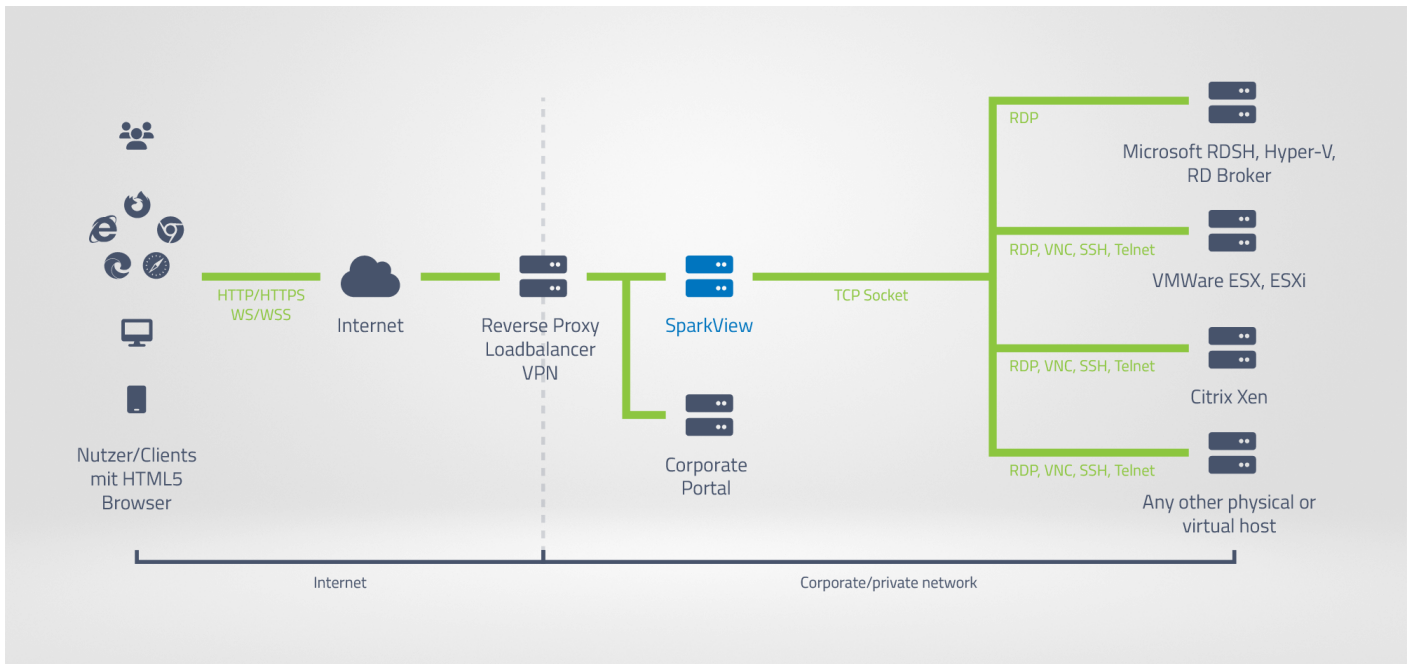 Nutzer/Clients
mit HTML5
Browser
HTTP/HTTPS
WS/WSS
Internet
Reverse Proxy
Loadbalancer
VPN
SparkView
Corporate
Portal
TCP Socket
RDP
Microsoft RDSH, Hyper-V,
RD Broker
RDP, VNC, SSH, Telnet
VMWare ESX, ESXi
RDP, VNC, SSH, Telnet
Citrix Xen
RDP, VNC, SSH, Telnet
Any other physical or
virtual host
Internet
Corporate/private network